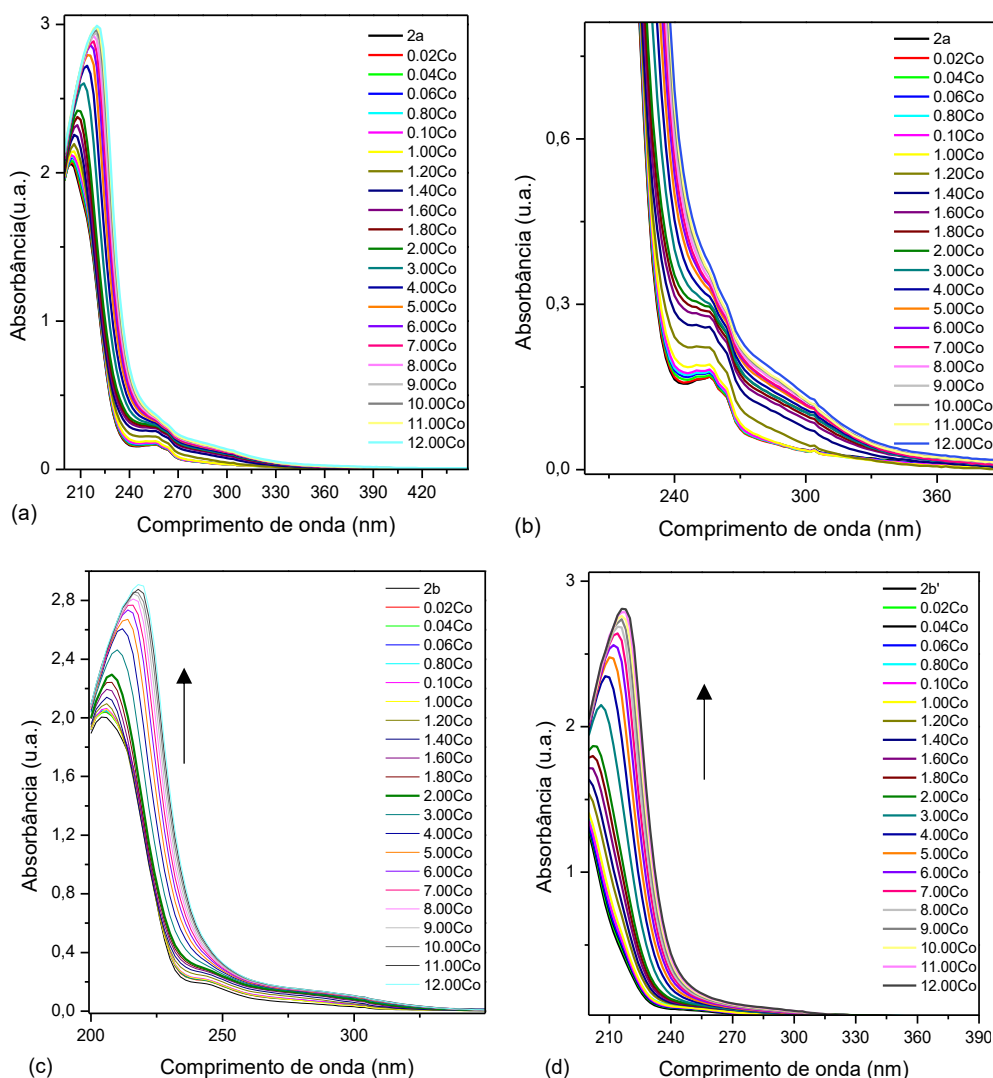 3
2
1
0
210 240 270 300 330 360 390 420
Absorbância(u.a.)
Comprimento de onda (nm)
(a)
2a
0.02Co
0.04Co
0.06Co
0.80Co
0.10Co
1.00Co
1.20Co
1.40Co
1.60Co
1.80Co
2.00Co
3.00Co
4.00Co
5.00Co
6.00Co
7.00Co
8.00Co
9.00Co
10.00Co
11.00Co
12.00Co
0,6
0,3
0,0
240 300 360
Absorbância (u.a.)
Comprimento de onda (nm)
(b)
2a
0.02Co
0.04Co
0.06Co
0.80Co
0.10Co
1.00Co
1.20Co
1.40Co
1.60Co
1.80Co
2.00Co
3.00Co
4.00Co
5.00Co
6.00Co
7.00Co
8.00Co
9.00Co
10.00Co
11.00Co
12.00Co
2,8
2,4
2,0
1,6
1,2
0,8
0,4
0,0
200 250 300
Absorbância (u.a.)
Comprimento de onda (nm)
(c)
2b
0.02Co
0.04Co
0.06Co
0.80Co
0.10Co
1.00Co
1.20Co
1.40Co
1.60Co
1.80Co
2.00Co
3.00Co
4.00Co
5.00Co
6.00Co
7.00Co
8.00Co
9.00Co
10.00Co
11.00Co
12.00Co
3
2
1
210 240 270 300 330 360 390
Absorbância (u.a.)
Comprimento de onda (nm)
(d)
2b'
0.02Co
0.04Co
0.06Co
0.80Co
0.10Co
1.00Co
1.20Co
1.40Co
1.60Co
1.80Co
2.00Co
3.00Co
4.00Co
5.00Co
6.00Co
7.00Co
8.00Co
9.00Co
10.00Co
11.00Co
12.00Co